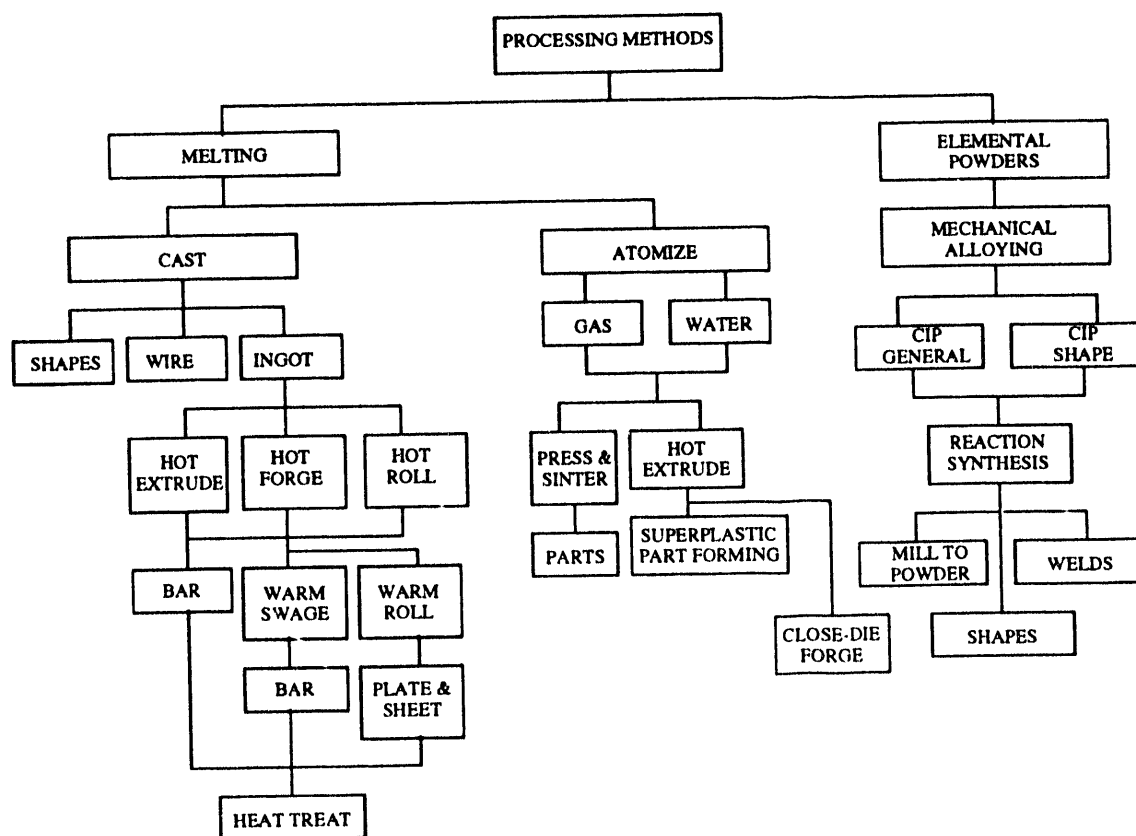 PROCESSING METHODS
MELTING
ELEMENTAL
POWDERS
CAST
ATOMIZE
MECHANICAL
ALLOYING
SHAPES
WIRE
INGOT
GAS
WATER
CIP
GENERAL
CIP
SHAPE
HOT
EXTRUDE
HOT
FORGE
HOT
ROLL
PRESS &
SINTER
HOT
EXTRUDE
REACTION
SYNTHESIS
PARTS
SUPERPLASTIC
PART FORMING
MILL TO
POWDER
WELDS
BAR
WARM
SWAGE
WARM
ROLL
CLOSE-DIE
FORGE
SHAPES
BAR
PLATE &
SHEET
HEAT TREAT